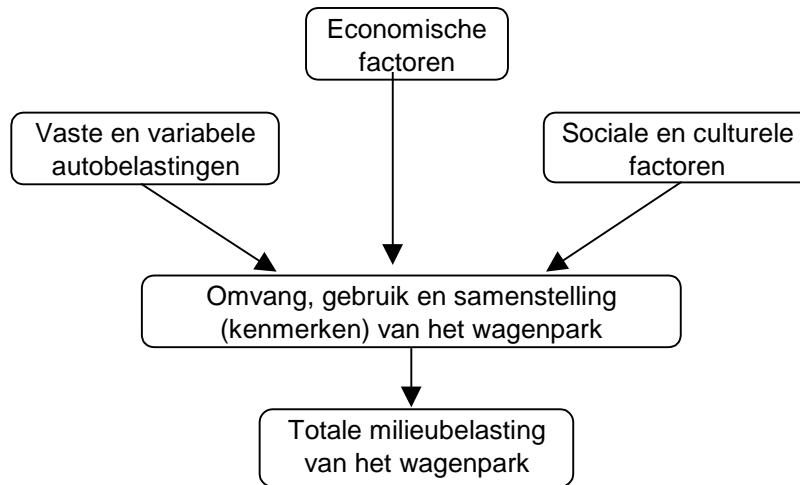 Economische
factoren
Vaste en variabele
autobelastingen
Sociale en culturele
factoren
Omvang, gebruik en samenstelling
(kenmerken) van het wagenpark
Totale milieubelasting
van het wagenpark